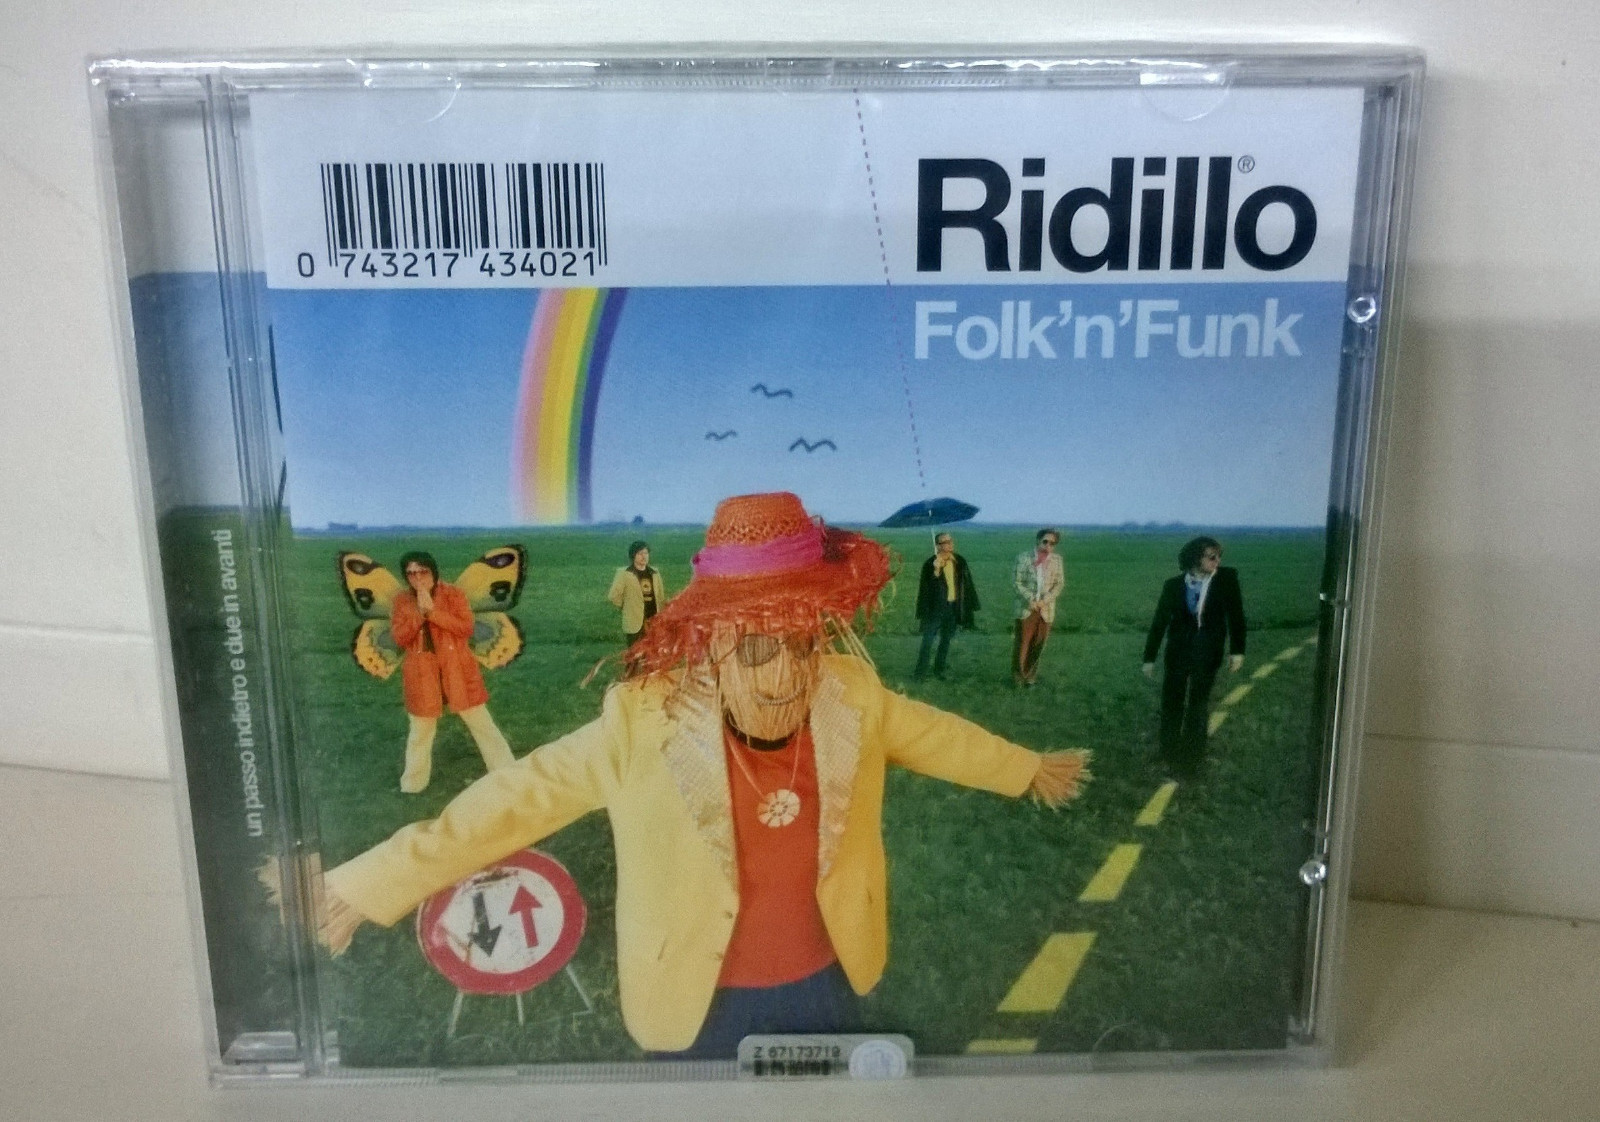 Ridillo®
Folk'n'Funk
0 743217 434021
un passo indietro e due in avanti
Z 67173719